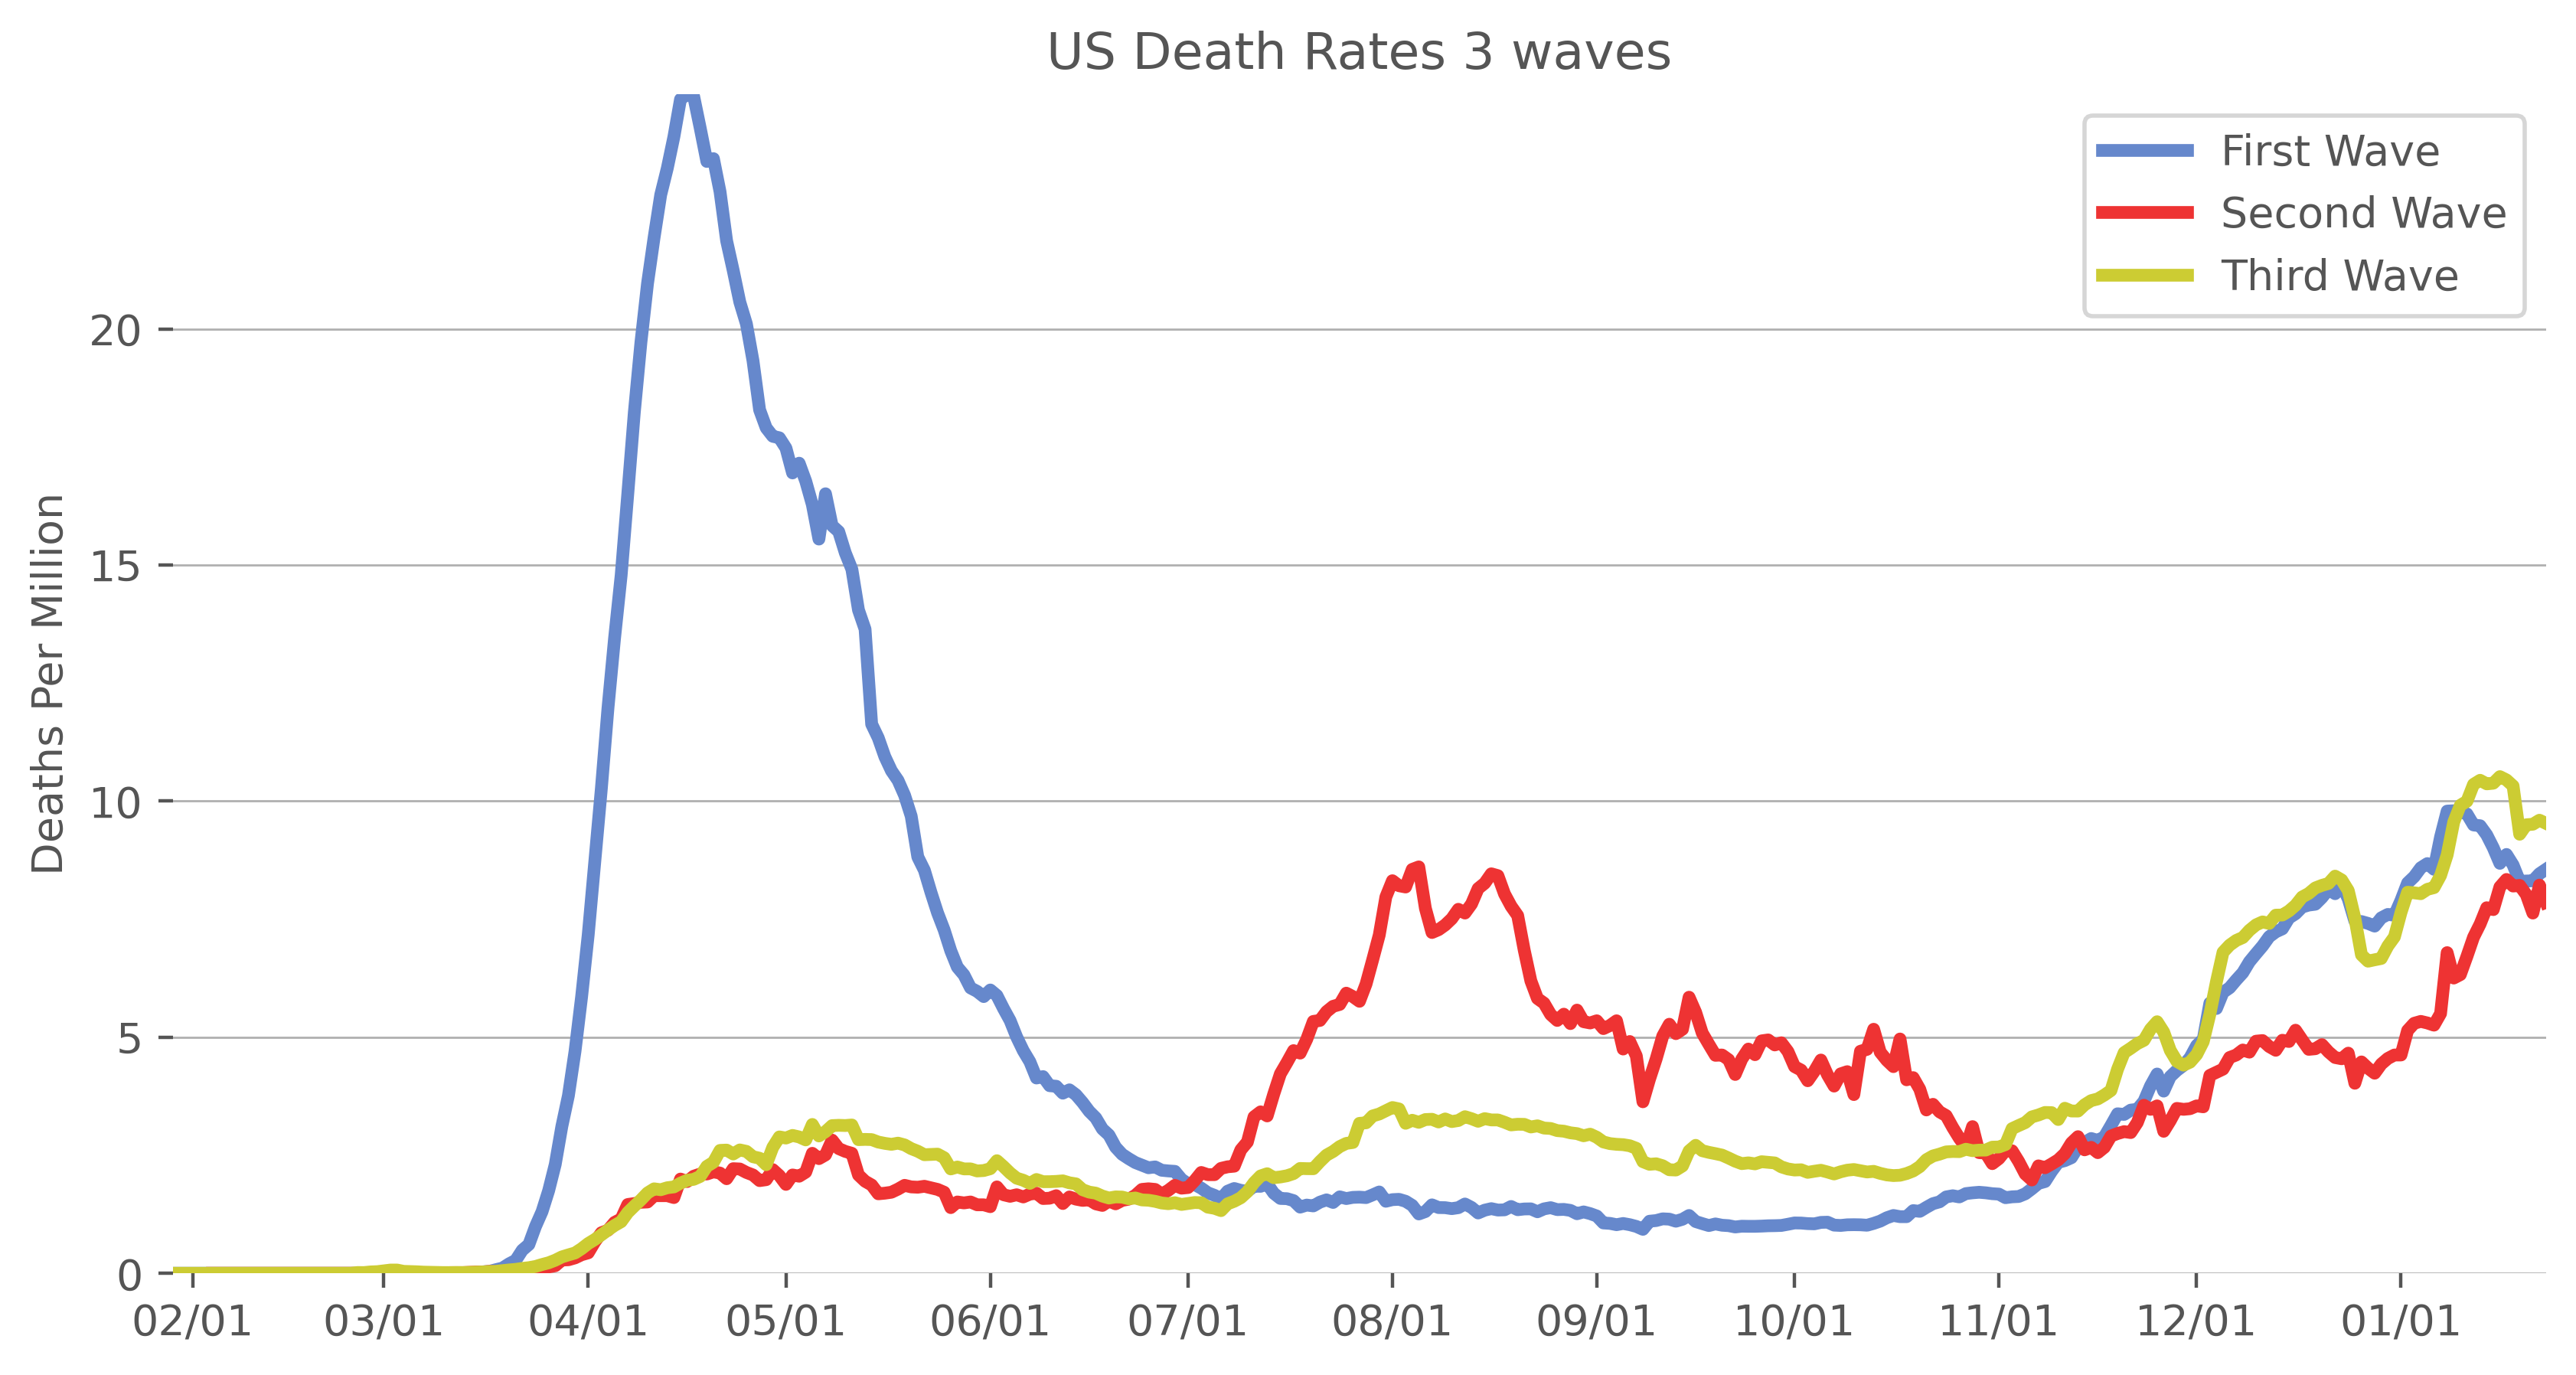 US Death Rates 3 waves
First Wave
Second Wave
Third Wave
Deaths Per Million
20
15
10
5
0
02/01 03/01 04/01 05/01 06/01 07/01 08/01 09/01 10/01 11/01 12/01 01/01